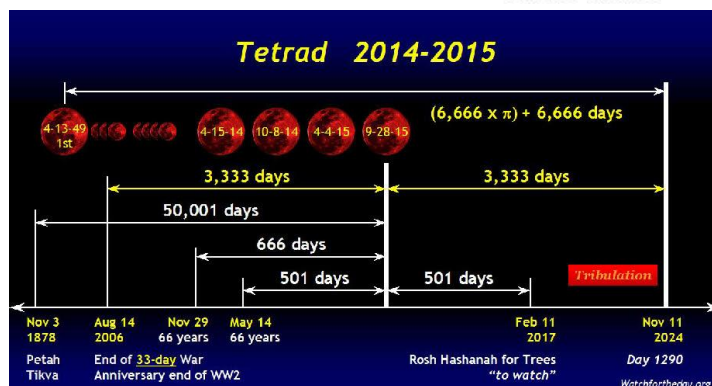 Tetrad 2014-2015
(6,666 x π) + 6,666 days
4-13-49
1st
4-15-14
10-8-14
4-4-15
9-28-15
3,333 days
3,333 days
50,001 days
666 days
501 days
501 days
Tribulation
Nov 3
1878
Aug 14
2006
Nov 29
66 years
May 14
66 years
Feb 11
2017
Nov 11
2024
Petah
Tikva
End of 33-day War
Anniversary end of WW2
Rosh Hashanah for Trees
"to watch"
Day 1290
Watchfortheday.org